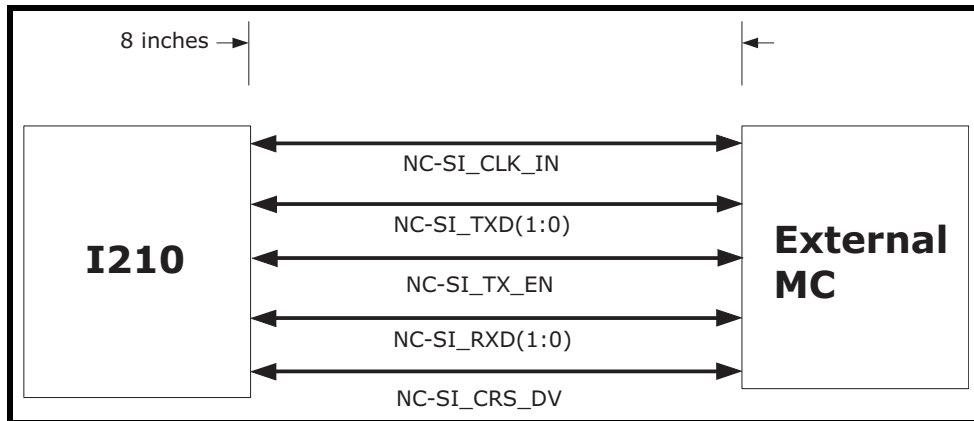 8 inches
NC-SI_CLK_IN
NC-SI_TXD(1:0)
I210
External
MC
NC-SI_TX_EN
NC-SI_RXD(1:0)
NC-SI_CRS_DV